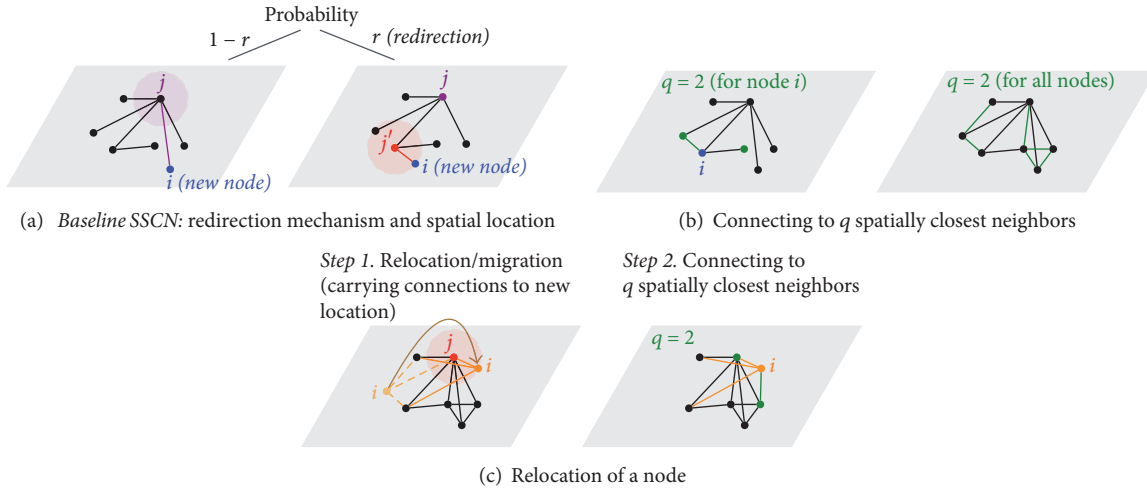 Probability
1 − r
r (redirection)
j
i (new node)
j
j′
i (new node)
(a) Baseline SSCN: redirection mechanism and spatial location
q = 2 (for node i)
i
q = 2 (for all nodes)
(b) Connecting to q spatially closest neighbors
Step 1. Relocation/migration
(carrying connections to new
location)
j
i
i
Step 2. Connecting to
q spatially closest neighbors
q = 2
i
(c) Relocation of a node